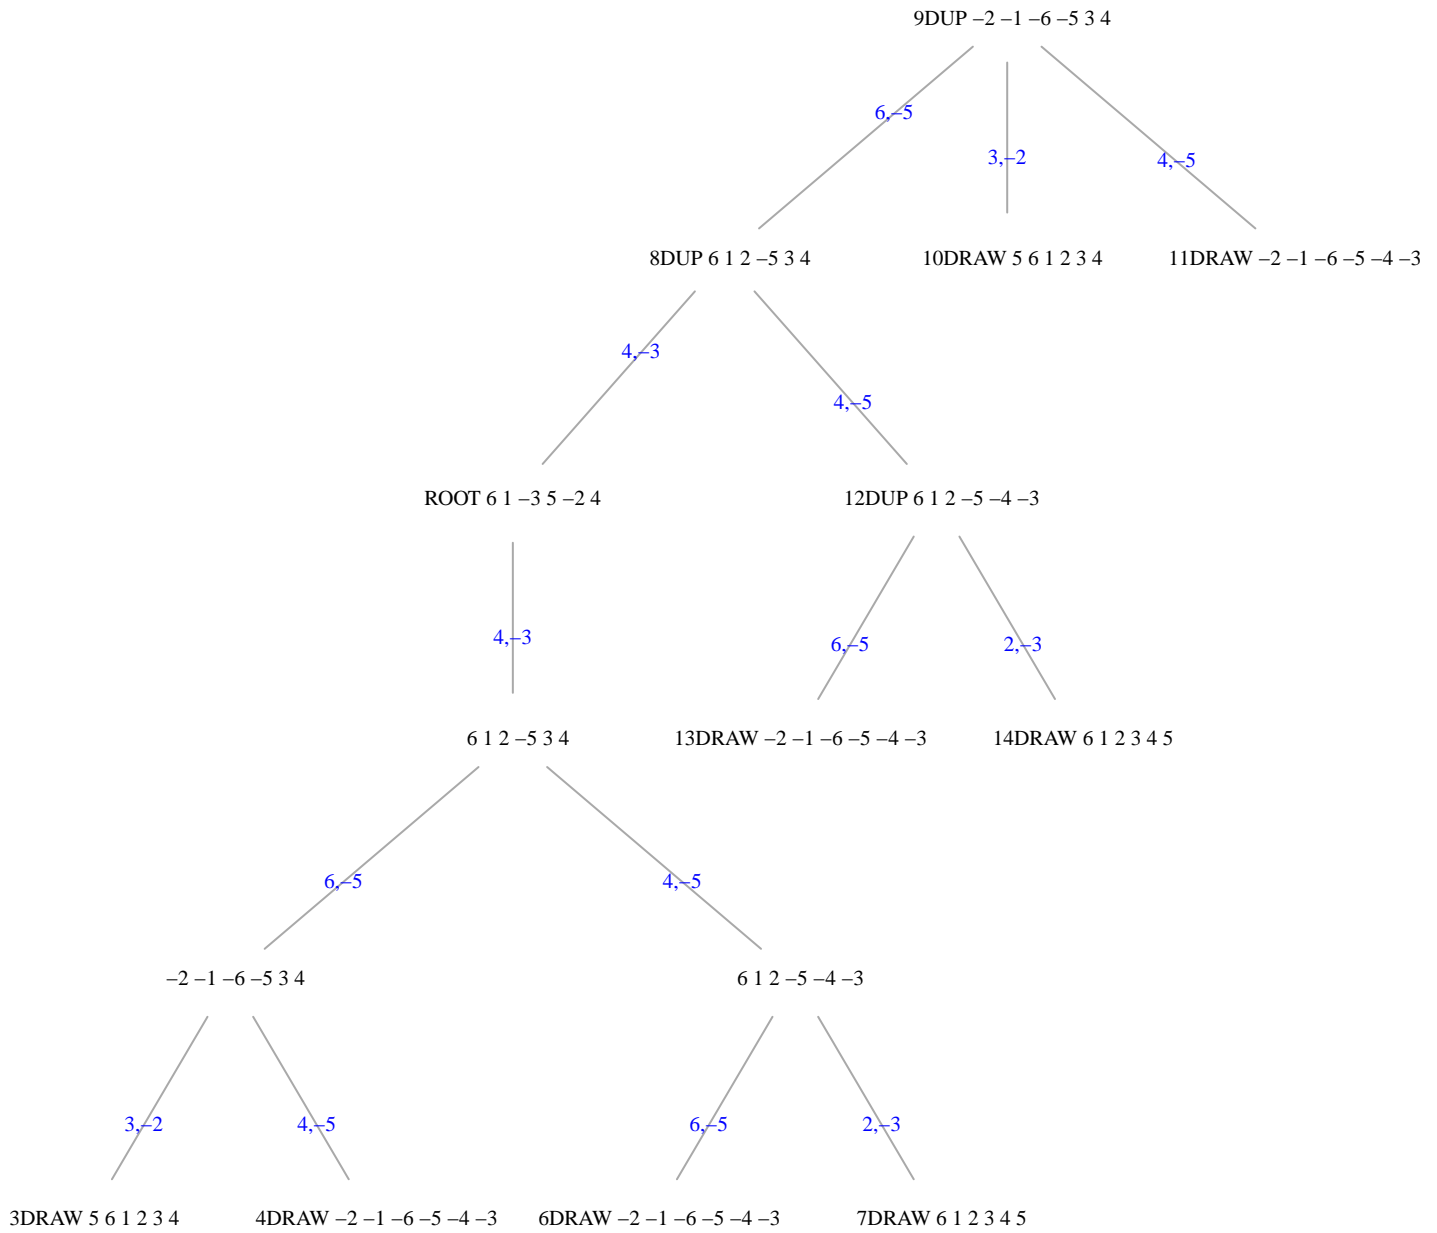 9DUP –2 –1 –6 –5 3 4
6,–5
3,–2
4,–5
8DUP 6 1 2 –5 3 4
10DRAW 5 6 1 2 3 4
11DRAW –2 –1 –6 –5 –4 –3
4,–3
4,–5
ROOT 6 1 –3 5 –2 4
12DUP 6 1 2 –5 –4 –3
4,–3
6,–5
2,–3
6 1 2 –5 3 4
13DRAW –2 –1 –6 –5 –4 –3
14DRAW 6 1 2 3 4 5
6,–5
4,–5
–2 –1 –6 –5 3 4
6 1 2 –5 –4 –3
3,–2
4,–5
6,–5
2,–3
3DRAW 5 6 1 2 3 4
4DRAW –2 –1 –6 –5 –4 –3
6DRAW –2 –1 –6 –5 –4 –3
7DRAW 6 1 2 3 4 5